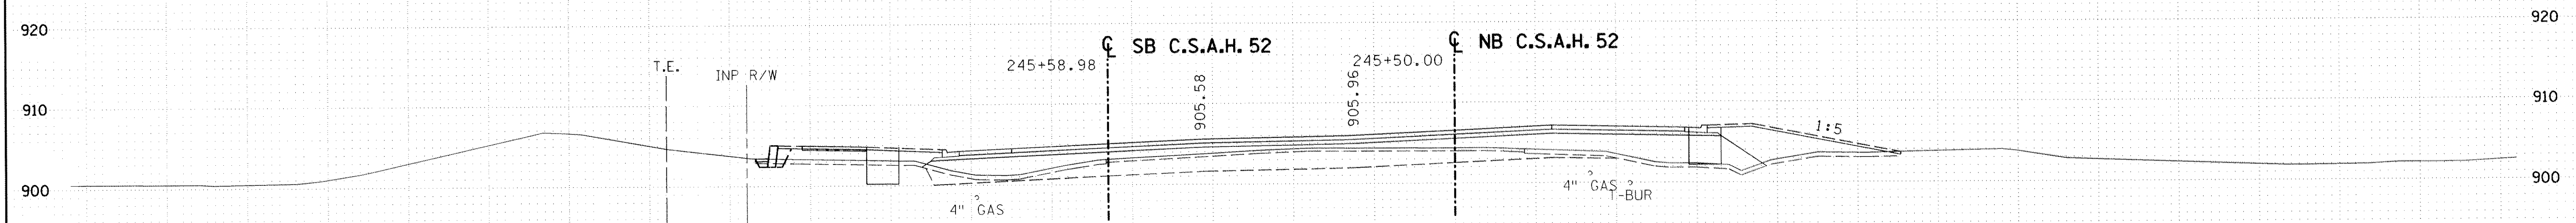 920
920
℄ SB C.S.A.H. 52
℄ NB C.S.A.H. 52
T.E.
INP R/W
245+58.98
905.58
905.96
245+50.00
910
910
1:5
900
900
4" GAS
4" GAS
T-BUR